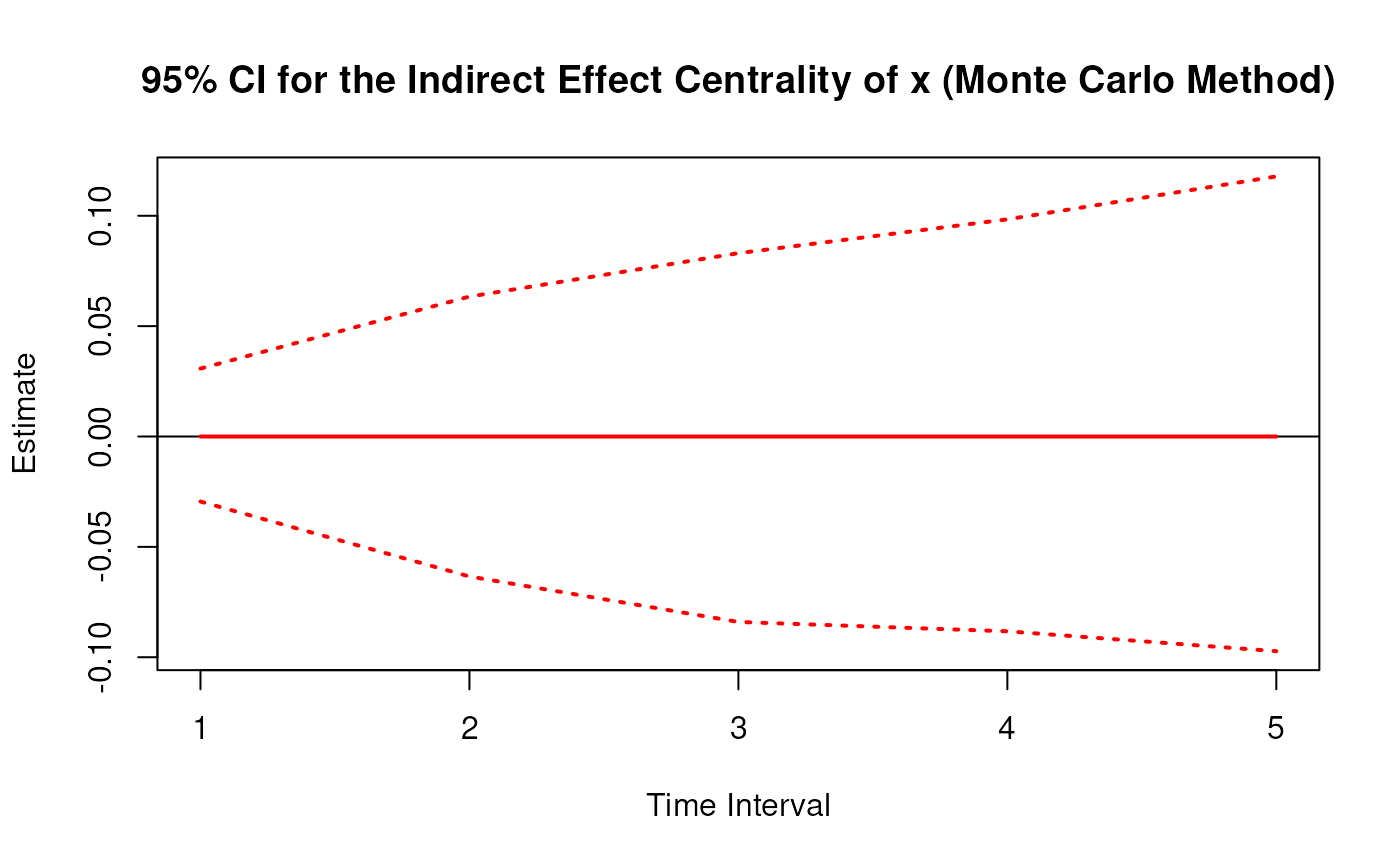 95% CI for the Indirect Effect Centrality of x (Monte Carlo Method)
Estimate
0.10
0.05
0.00
-0.05
-0.10
1 2 3 4 5
Time Interval